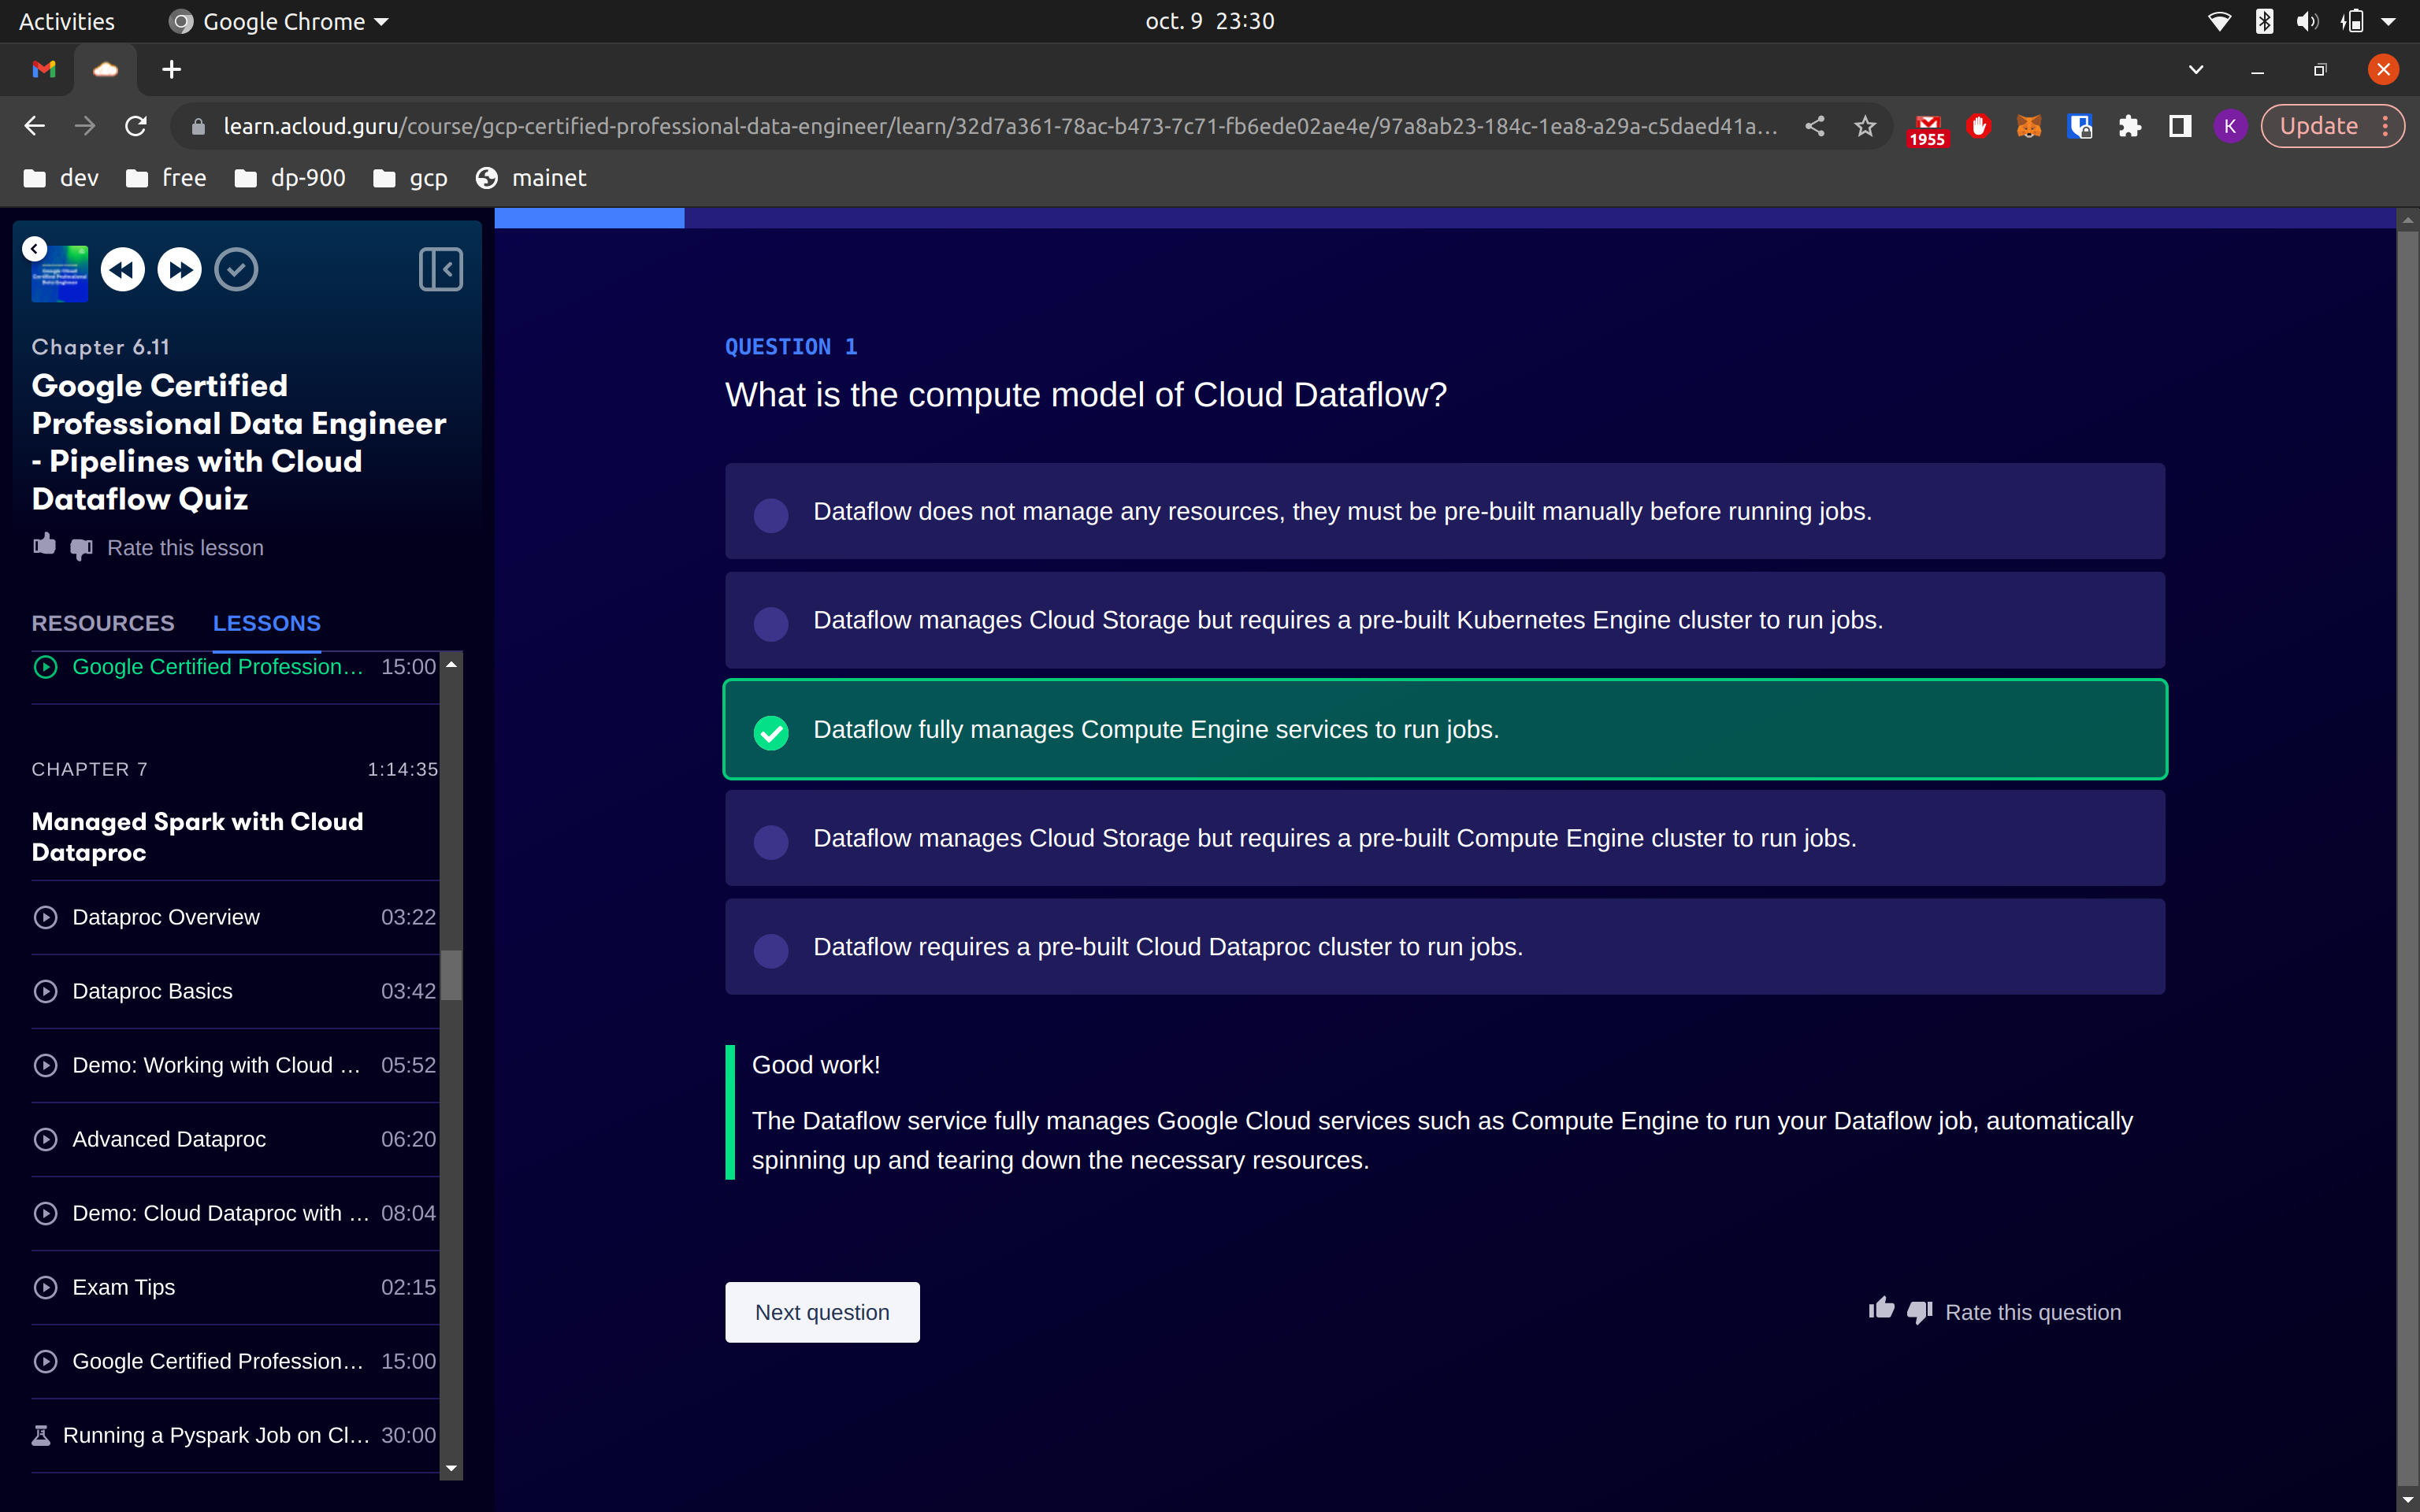 Activities
Google Chrome
oct. 9 23:30
learn.acloud.guru/course/gcp-certified-professional-data-engineer/learn/32d7a361-78ac-b473-7c71-fb6ede02ae4e/97a8ab23-184c-1ea8-a29a-c5daed41a…
1955
K
Update
dev
free
dp-900
gcp
mainet
Chapter 6.11
Google Certified
Professional Data Engineer
- Pipelines with Cloud
Dataflow Quiz
Rate this lesson
RESOURCES
LESSONS
Google Certified Profession… 15:00
CHAPTER 7 1:14:35
Managed Spark with Cloud
Dataproc
Dataproc Overview 03:22
Dataproc Basics 03:42
Demo: Working with Cloud … 05:52
Advanced Dataproc 06:20
Demo: Cloud Dataproc with … 08:04
Exam Tips 02:15
Google Certified Profession… 15:00
Running a Pyspark Job on Cl… 30:00
QUESTION 1
What is the compute model of Cloud Dataflow?
Dataflow does not manage any resources, they must be pre-built manually before running jobs.
Dataflow manages Cloud Storage but requires a pre-built Kubernetes Engine cluster to run jobs.
Dataflow fully manages Compute Engine services to run jobs.
Dataflow manages Cloud Storage but requires a pre-built Compute Engine cluster to run jobs.
Dataflow requires a pre-built Cloud Dataproc cluster to run jobs.
Good work!
The Dataflow service fully manages Google Cloud services such as Compute Engine to run your Dataflow job, automatically
spinning up and tearing down the necessary resources.
Next question
Rate this question